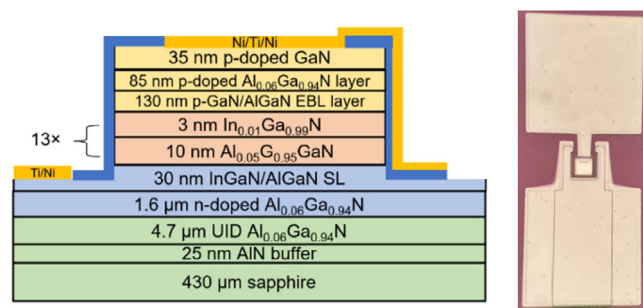 Ni/Ti/Ni
35 nm p-doped GaN
85 nm p-doped Al0.06Ga0.94N layer
130 nm p-GaN/AlGaN EBL layer
13×
3 nm In0.01Ga0.99N
10 nm Al0.05G0.95GaN
Ti/Ni
30 nm InGaN/AlGaN SL
1.6 µm n-doped Al0.06Ga0.94N
4.7 µm UID Al0.06Ga0.94N
25 nm AlN buffer
430 µm sapphire